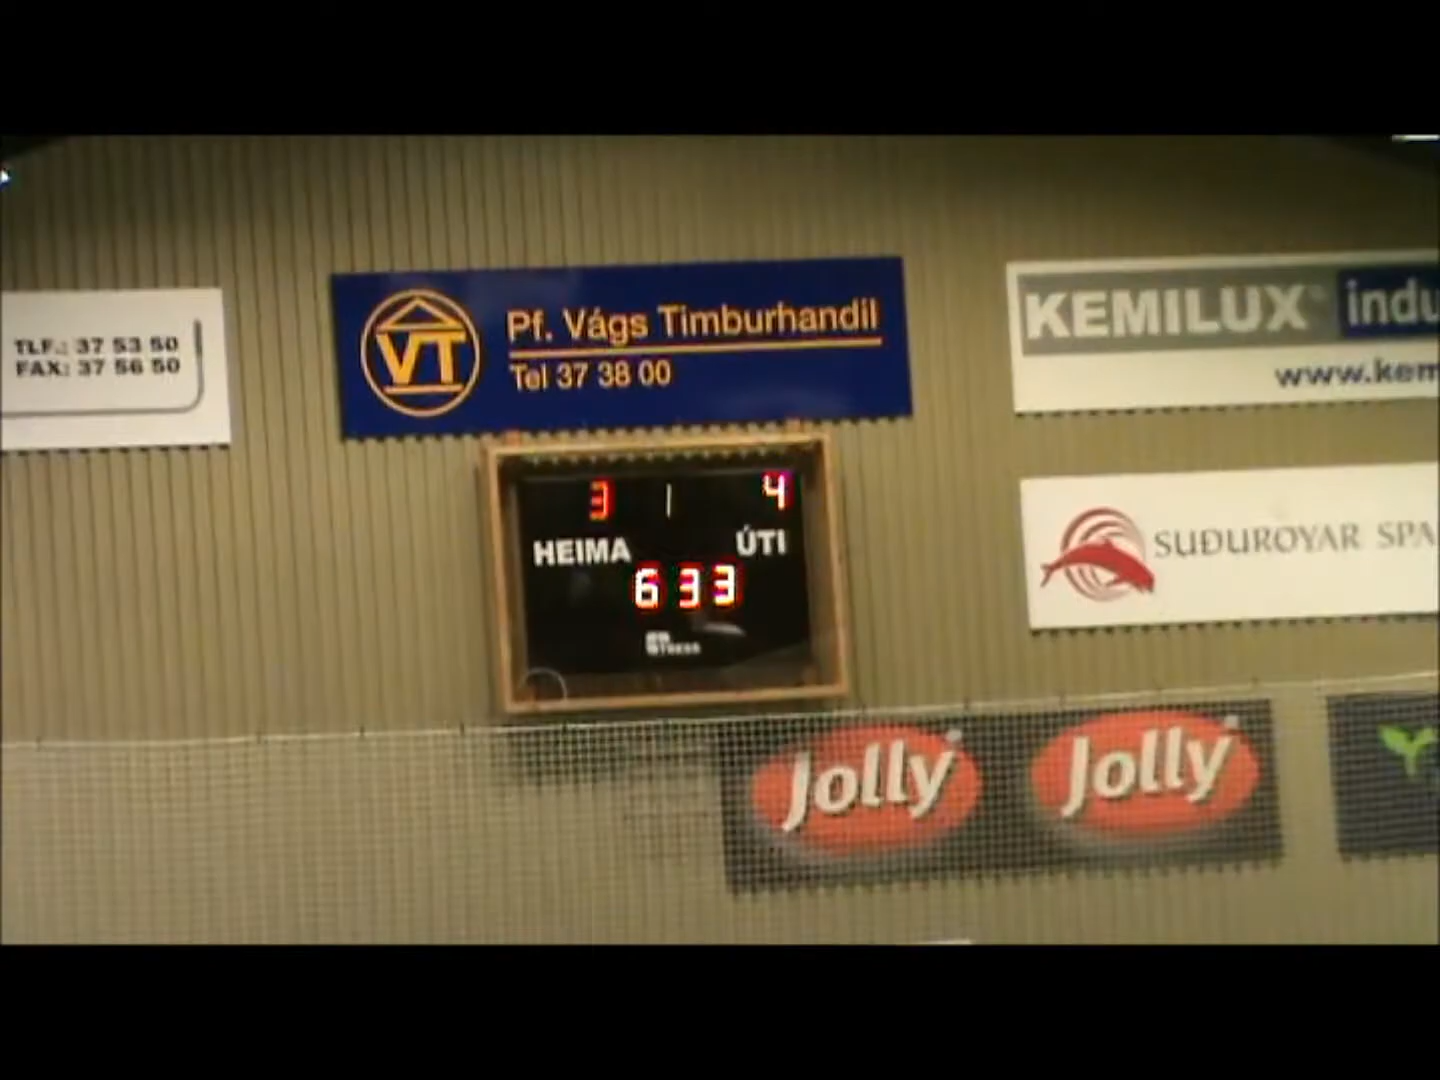 TLF.: 37 53 50
FAX: 37 56 50
VT
Pf. Vágs Timburhandil
Tel 37 38 00
KEMILUX® indu
www.kem
3 4
HEIMA ÚTI
6 33
SUÐUROYAR SPA
Jolly® Jolly®